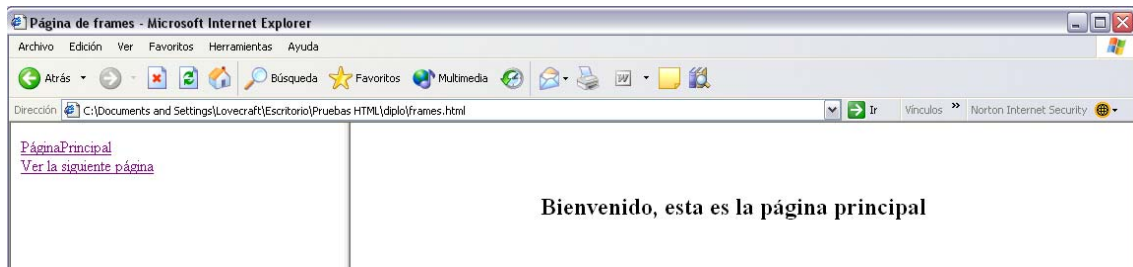 Página de frames - Microsoft Internet Explorer
Archivo Edición Ver Favoritos Herramientas Ayuda
Atrás Búsqueda Favoritos Multimedia
Dirección C:\Documents and Settings\Lovecraft\Escritorio\Pruebas HTML\diplo\frames.html Ir Vínculos » Norton Internet Security
PáginaPrincipal
Ver la siguiente página
Bienvenido, esta es la página principal